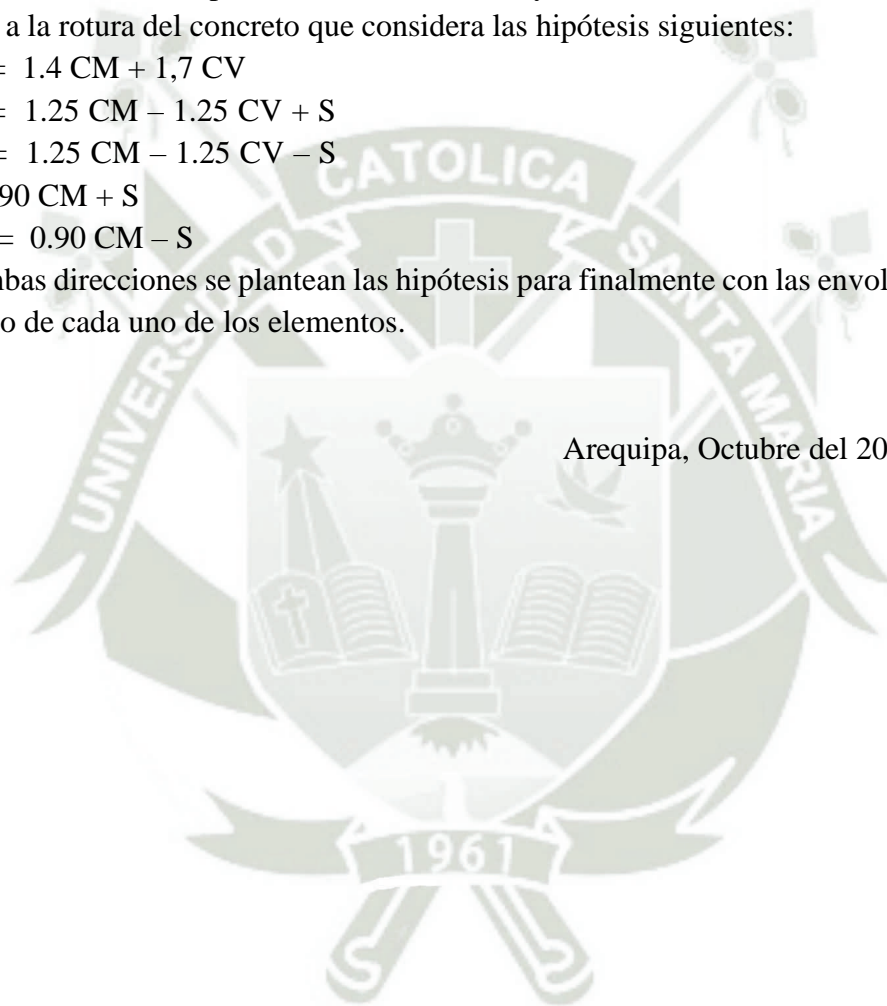 a la rotura del concreto que considera las hipótesis siguientes:
= 1.4 CM + 1,7 CV
= 1.25 CM – 1.25 CV + S
= 1.25 CM – 1.25 CV – S
90 CM + S
= 0.90 CM – S
bas direcciones se plantean las hipótesis para finalmente con las envol
o de cada uno de los elementos.
Arequipa, Octubre del 20
UNIVERSIDAD CATOLICA SANTA MARIA
1961